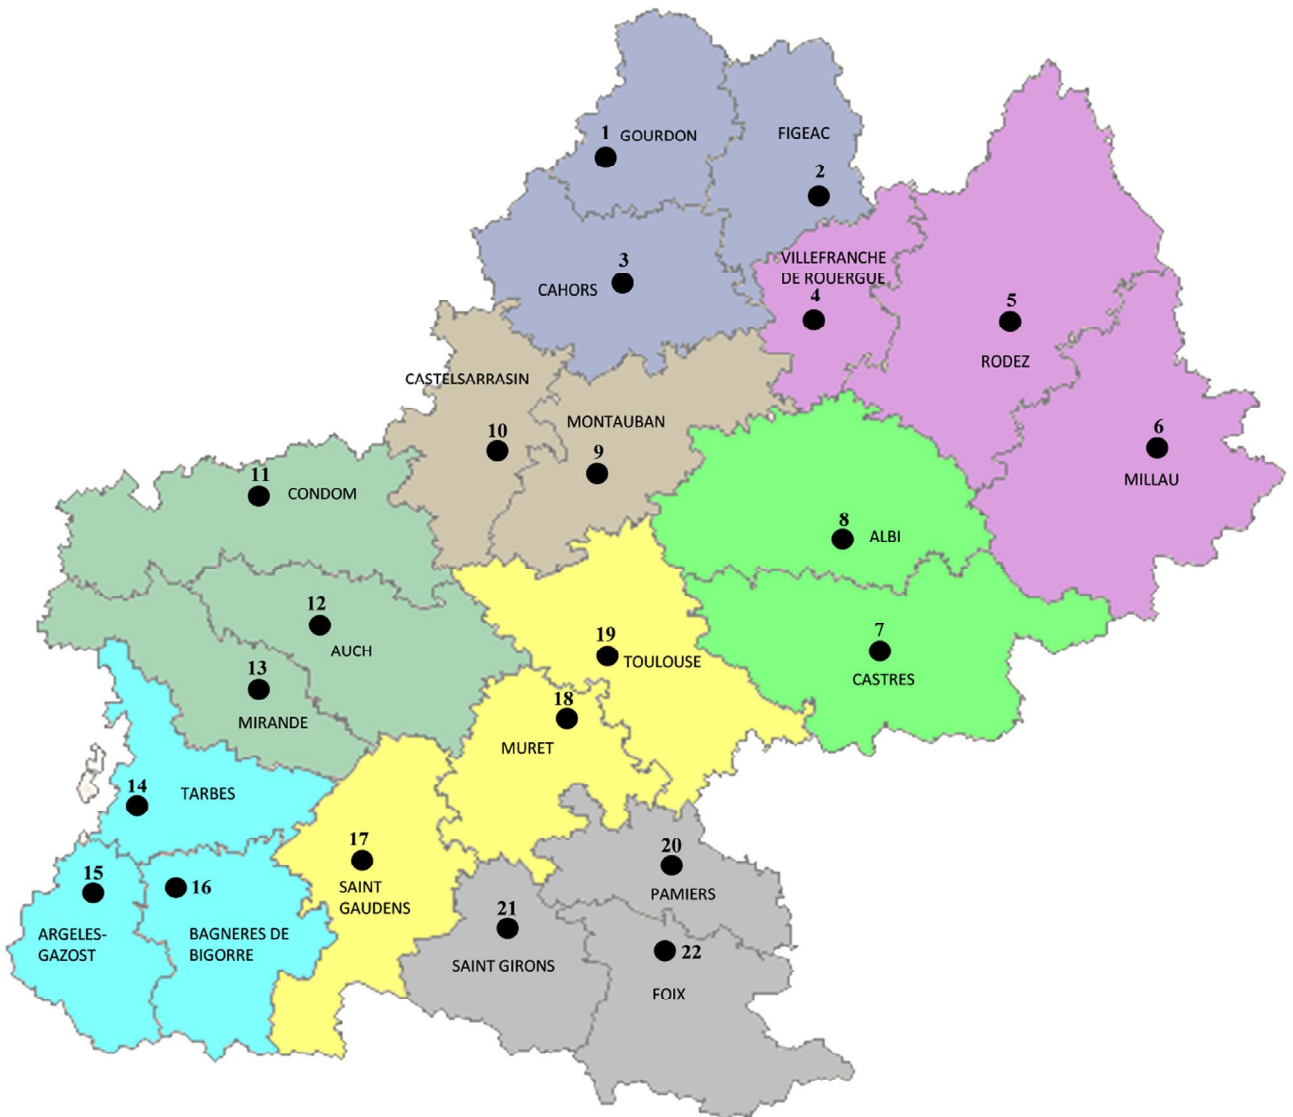 1
GOURDON
FIGEAC
2
3
CAHORS
VILLEFRANCHE
DE ROUERGUE
4
5
RODEZ
CASTELSARRASIN
MONTAUBAN
10
9
6
MILLAU
11
CONDOM
8
ALBI
12
AUCH
19
TOULOUSE
7
CASTRES
13
MIRANDE
18
MURET
14
TARBES
17
SAINT
GAUDENS
20
PAMIERS
15
16
ARGELES-
GAZOST
BAGNERES DE
BIGORRE
21
SAINT GIRONS
22
FOIX